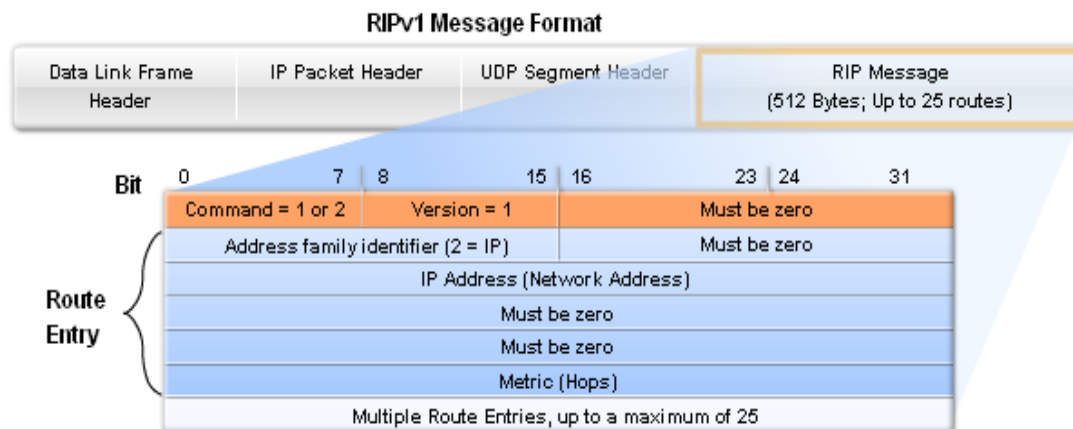 RIPv1 Message Format
Data Link Frame Header
IP Packet Header
UDP Segment Header
RIP Message
(512 Bytes; Up to 25 routes)
Bit
0 7 8 15 16 23 24 31
Command = 1 or 2
Version = 1
Must be zero
Route Entry
Address family identifier (2 = IP)
Must be zero
IP Address (Network Address)
Must be zero
Must be zero
Metric (Hops)
Multiple Route Entries, up to a maximum of 25